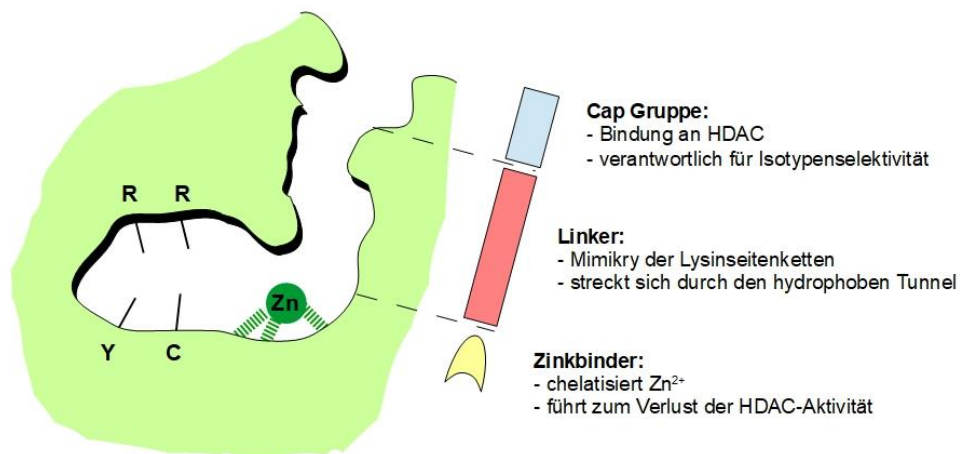 Cap Gruppe:
- Bindung an HDAC
- verantwortlich für Isotypenselektivität
R R
Linker:
- Mimikry der Lysinseitenketten
- streckt sich durch den hydrophoben Tunnel
Zn
Y C
Zinkbinder:
- chelatisiert Zn²⁺
- führt zum Verlust der HDAC-Aktivität